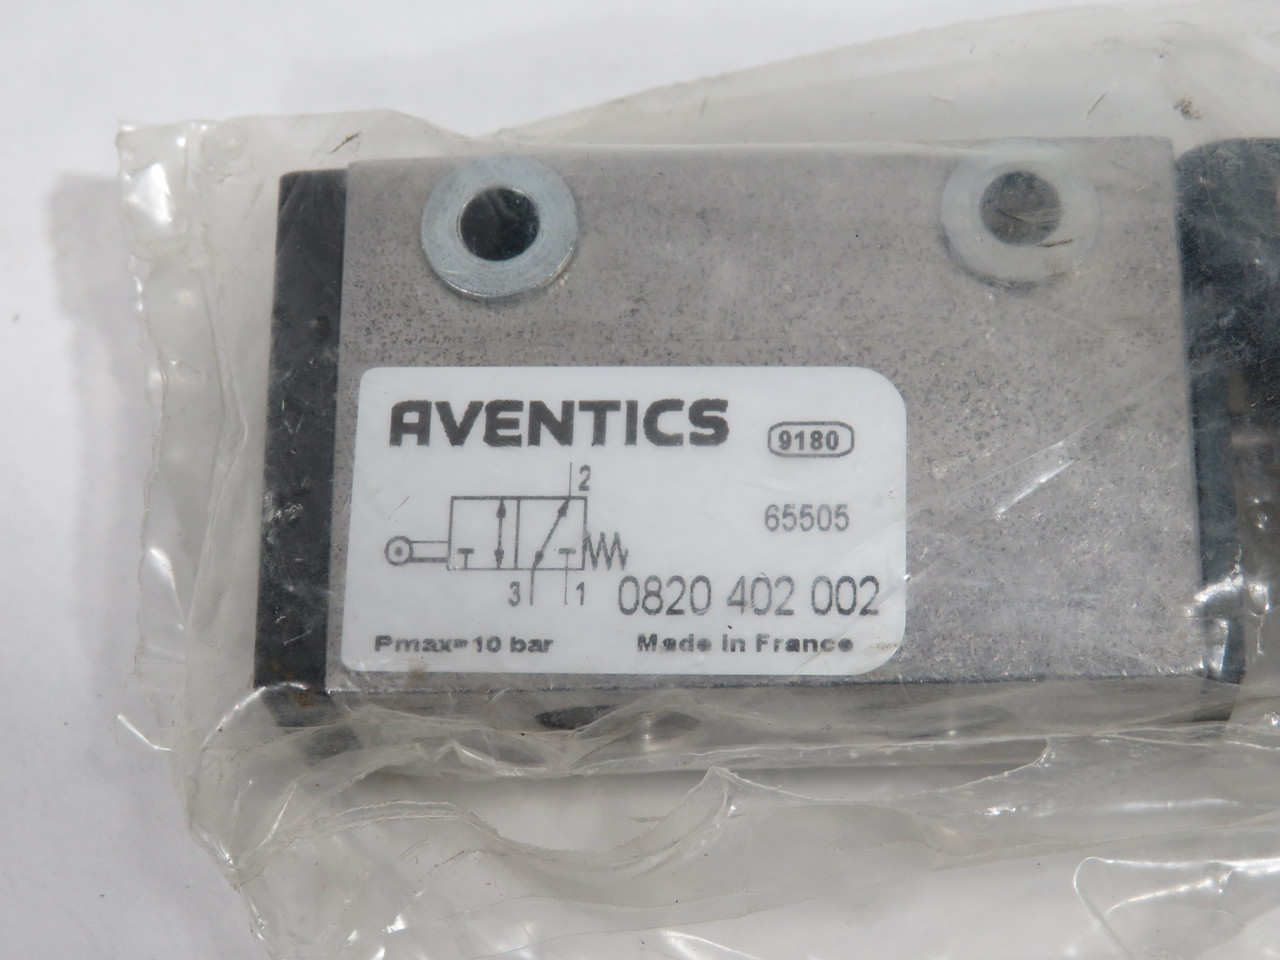 AVENTICS 9180
2
65505
3 1 0820 402 002
Pmax=10 bar Made in France